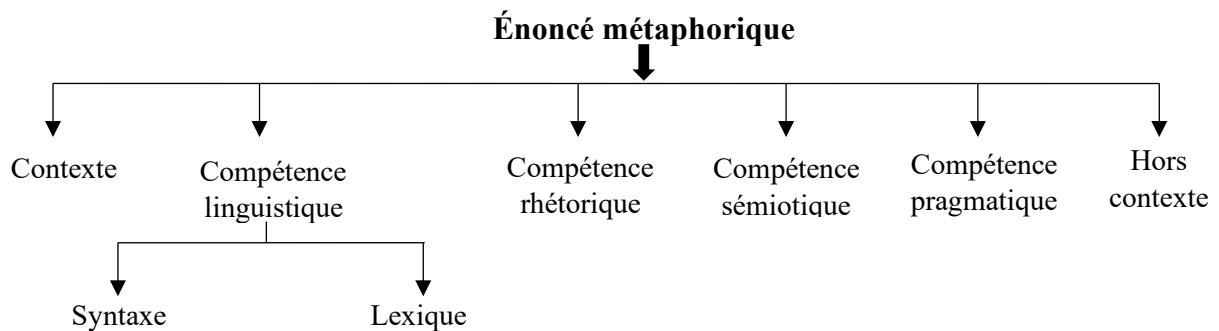 Énoncé métaphorique
Contexte
Compétence
linguistique
Compétence
rhétorique
Compétence
sémiotique
Compétence
pragmatique
Hors
contexte
Syntaxe
Lexique